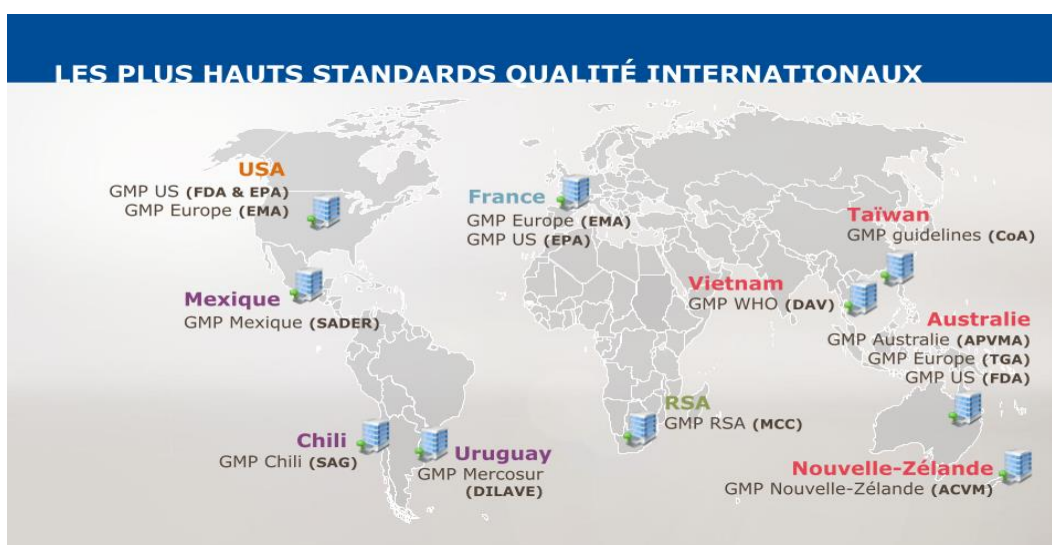 LES PLUS HAUTS STANDARDS QUALITÉ INTERNATIONAUX
USA
GMP US (FDA & EPA)
GMP Europe (EMA)
France
GMP Europe (EMA)
GMP US (EPA)
Taïwan
GMP guidelines (CoA)
Vietnam
GMP WHO (DAV)
Mexique
GMP Mexique (SADER)
Australie
GMP Australie (APVMA)
GMP Europe (TGA)
GMP US (FDA)
RSA
GMP RSA (MCC)
Chili
GMP Chili (SAG)
Uruguay
GMP Mercosur
(DILAVE)
Nouvelle-Zélande
GMP Nouvelle-Zélande (ACVM)